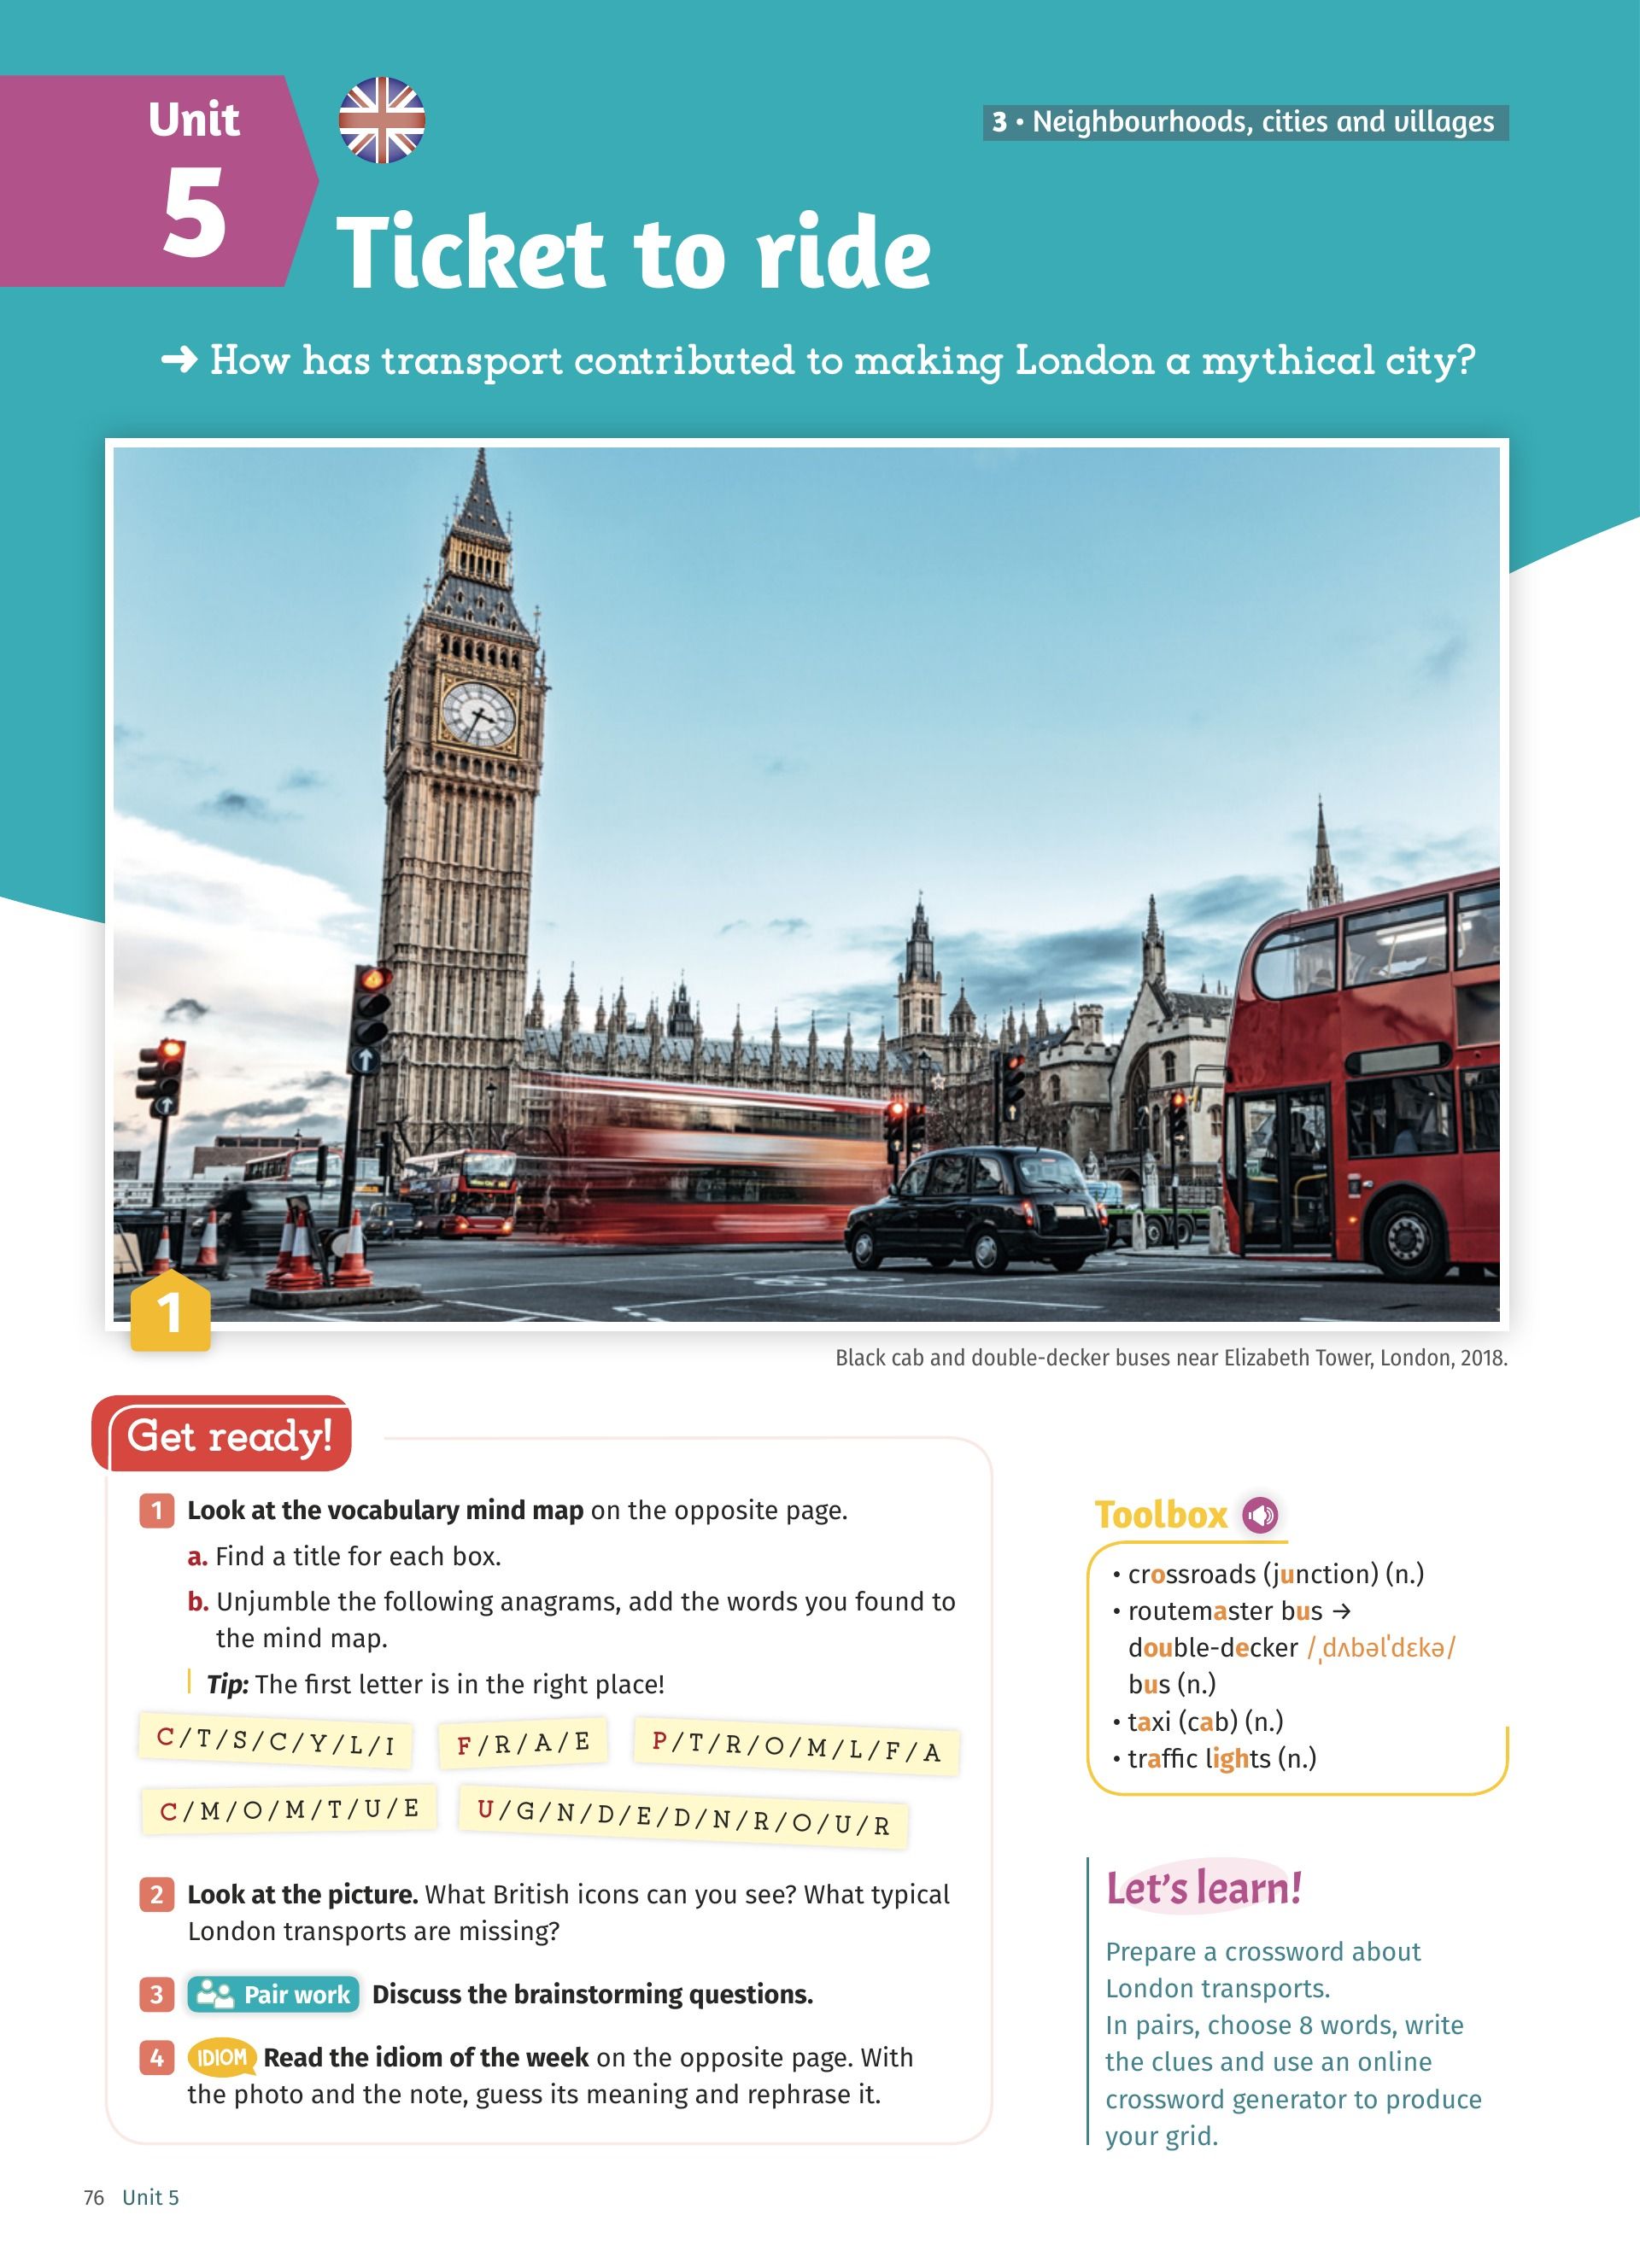 Unit
5
3 • Neighbourhoods, cities and villages
Ticket to ride
➜ How has transport contributed to making London a mythical city?
1
Black cab and double-decker buses near Elizabeth Tower, London, 2018.
Get ready!
1 Look at the vocabulary mind map on the opposite page.
a. Find a title for each box.
b. Unjumble the following anagrams, add the words you found to
the mind map.
Tip: The first letter is in the right place!
C/T/S/C/Y/L/I
F/R/A/E
P/T/R/O/M/L/F/A
C/M/O/M/T/U/E
U/G/N/D/E/D/N/R/O/U/R
2 Look at the picture. What British icons can you see? What typical
London transports are missing?
3 Pair work Discuss the brainstorming questions.
4 IDIOM Read the idiom of the week on the opposite page. With
the photo and the note, guess its meaning and rephrase it.
Toolbox
• crossroads (junction) (n.)
• routemaster bus →
double-decker /ˌdʌbəlˈdɛkə/
bus (n.)
• taxi (cab) (n.)
• traffic lights (n.)
Let's learn!
Prepare a crossword about
London transports.
In pairs, choose 8 words, write
the clues and use an online
crossword generator to produce
your grid.
76 Unit 5